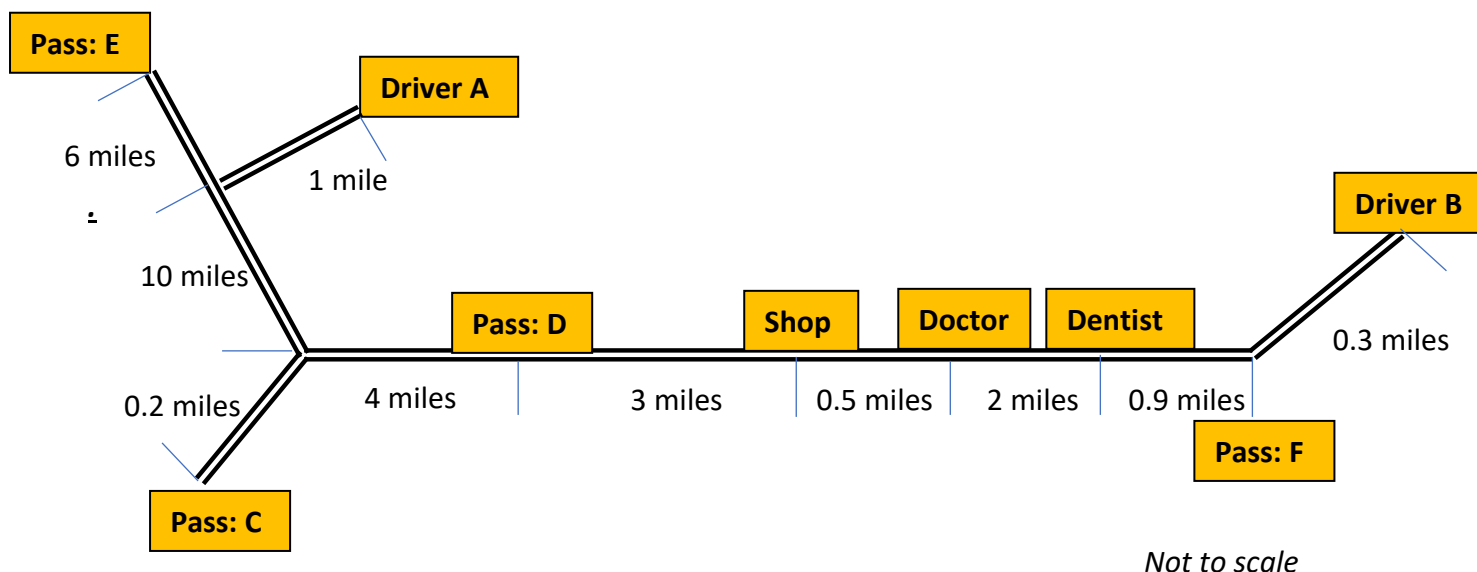 Pass: E
Driver A
6 miles
1 mile
.
Driver B
10 miles
Pass: D
Shop
Doctor
Dentist
0.3 miles
0.2 miles
4 miles
3 miles
0.5 miles
2 miles
0.9 miles
Pass: F
Pass: C
Not to scale